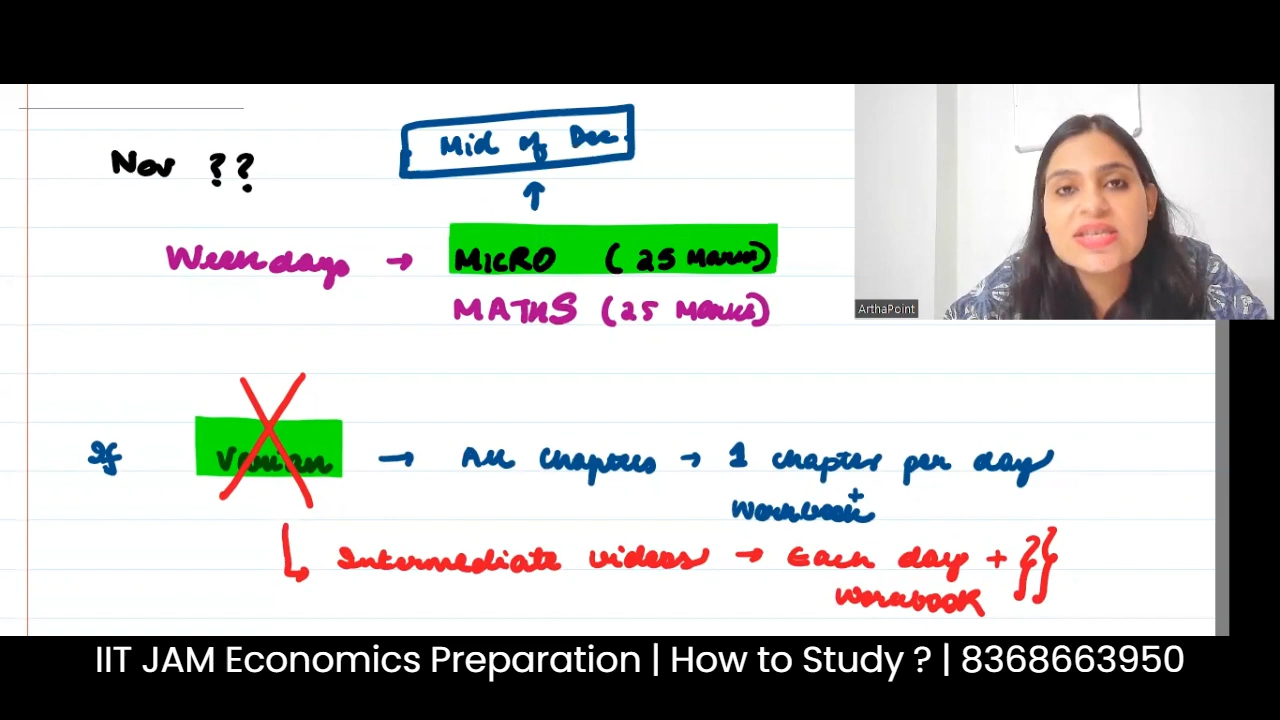 Mid of Dec.
Nov ??
Weekdays → MICRO (25 Marks)
MATHS (25 Marks)
ArthaPoint
If Varian → All chapters → 1 chapter per day
+
workbook
Intermediate videos → Each day + }}
workbook
IIT JAM Economics Preparation | How to Study ? | 8368663950